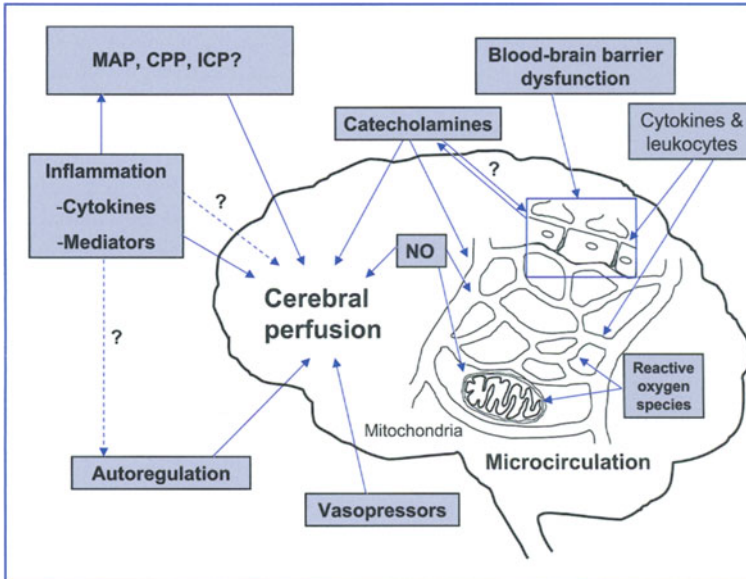 MAP, CPP, ICP?
Blood-brain barrier
dysfunction
Catecholamines
Cytokines &
leukocytes
?
Inflammation
-Cytokines
-Mediators
?
NO
Cerebral
perfusion
?
Reactive
oxygen
species
Mitochondria
Microcirculation
Autoregulation
Vasopressors